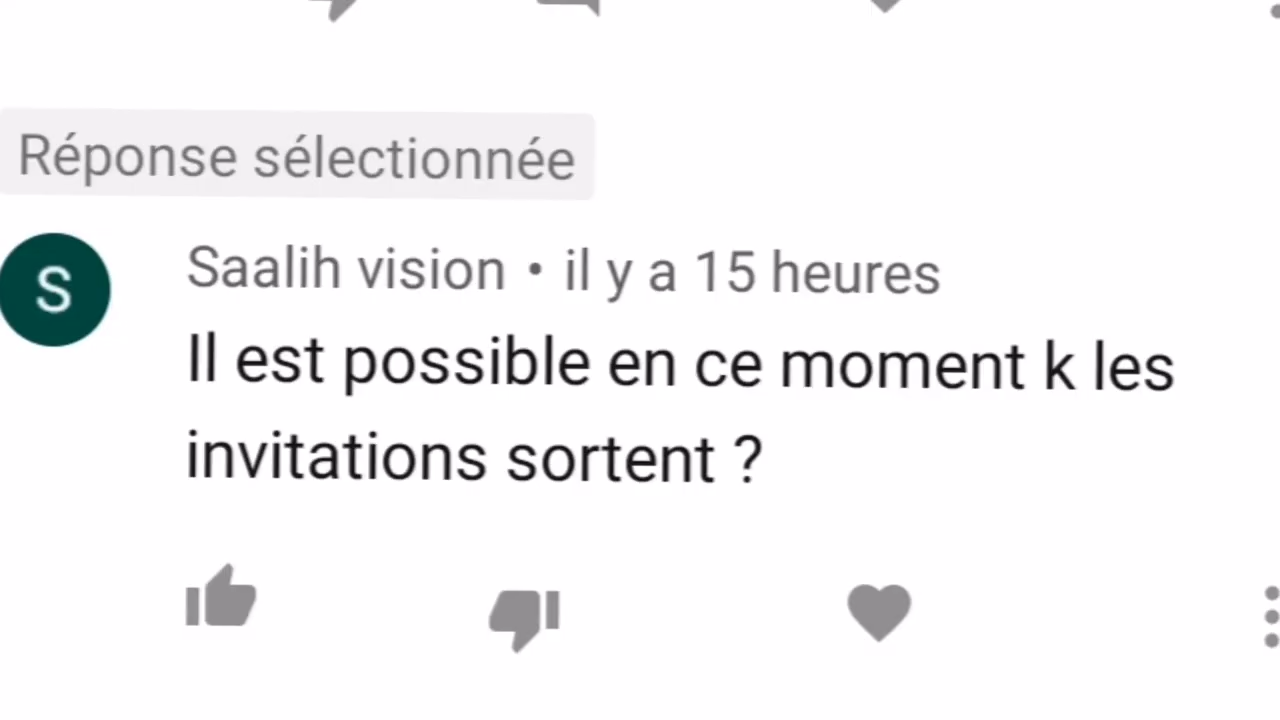 Réponse sélectionnée
S
Saalih vision • il y a 15 heures
Il est possible en ce moment k les
invitations sortent ?